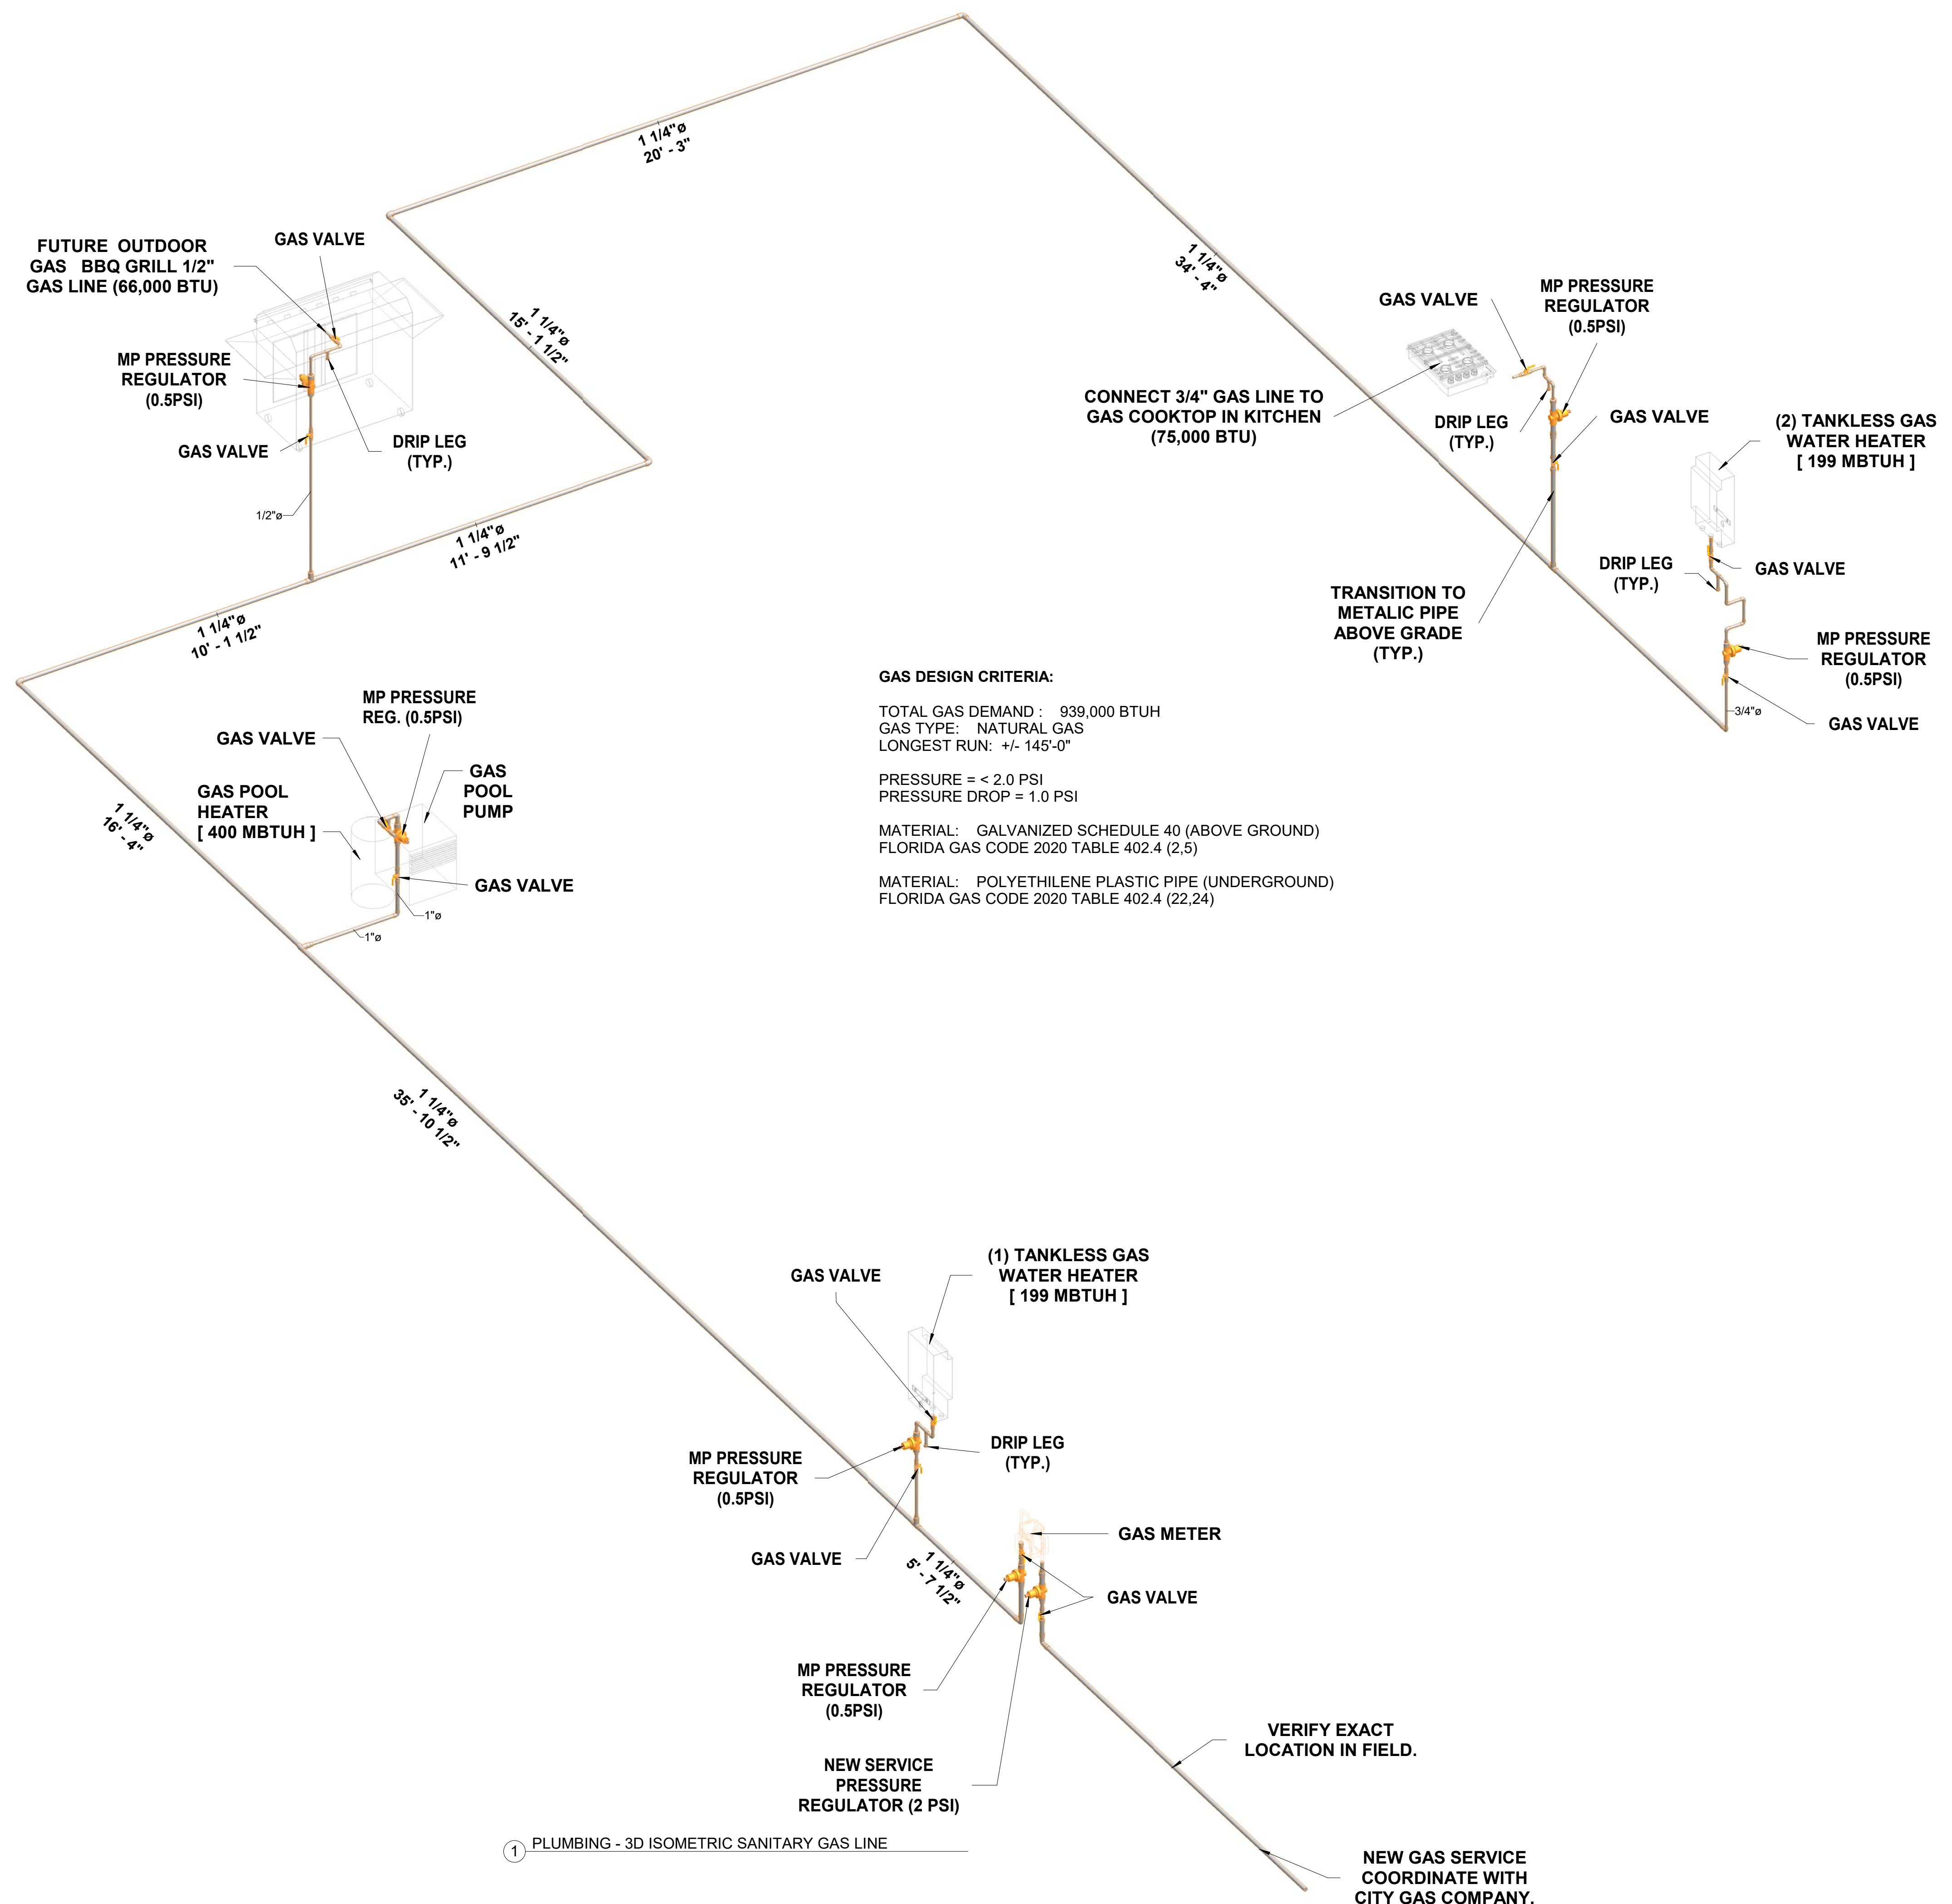 1 1/4"ø
20' - 3"
FUTURE OUTDOOR
GAS BBQ GRILL 1/2"
GAS LINE (66,000 BTU)
GAS VALVE
MP PRESSURE
REGULATOR
(0.5PSI)
GAS VALVE
DRIP LEG
(TYP.)
1/2"ø
1 1/4"ø
15' - 1 1/2"
1 1/4"ø
11' - 9 1/2"
1 1/4"ø
10' - 1 1/2"
1 1/4"ø
34' - 4"
GAS VALVE
MP PRESSURE
REGULATOR
(0.5PSI)
CONNECT 3/4" GAS LINE TO
GAS COOKTOP IN KITCHEN
(75,000 BTU)
DRIP LEG
(TYP.)
GAS VALVE
(2) TANKLESS GAS
WATER HEATER
[ 199 MBTUH ]
DRIP LEG
(TYP.)
GAS VALVE
TRANSITION TO
METALIC PIPE
ABOVE GRADE
(TYP.)
MP PRESSURE
REGULATOR
(0.5PSI)
3/4"ø
GAS VALVE
GAS DESIGN CRITERIA:
TOTAL GAS DEMAND : 939,000 BTUH
GAS TYPE: NATURAL GAS
LONGEST RUN: +/- 145'-0"
PRESSURE = < 2.0 PSI
PRESSURE DROP = 1.0 PSI
MATERIAL: GALVANIZED SCHEDULE 40 (ABOVE GROUND)
FLORIDA GAS CODE 2020 TABLE 402.4 (2,5)
MATERIAL: POLYETHILENE PLASTIC PIPE (UNDERGROUND)
FLORIDA GAS CODE 2020 TABLE 402.4 (22,24)
MP PRESSURE
REG. (0.5PSI)
GAS VALVE
GAS
POOL
PUMP
GAS POOL
HEATER
[ 400 MBTUH ]
GAS VALVE
1"ø
1"ø
1 1/4"ø
16' - 4"
1 1/4"ø
35' - 10 1/2"
(1) TANKLESS GAS
WATER HEATER
[ 199 MBTUH ]
GAS VALVE
MP PRESSURE
REGULATOR
(0.5PSI)
DRIP LEG
(TYP.)
GAS VALVE
1 1/4"ø
5' - 7 1/2"
GAS METER
GAS VALVE
MP PRESSURE
REGULATOR
(0.5PSI)
NEW SERVICE
PRESSURE
REGULATOR (2 PSI)
VERIFY EXACT
LOCATION IN FIELD.
1 PLUMBING - 3D ISOMETRIC SANITARY GAS LINE
NEW GAS SERVICE
COORDINATE WITH
CITY GAS COMPANY.